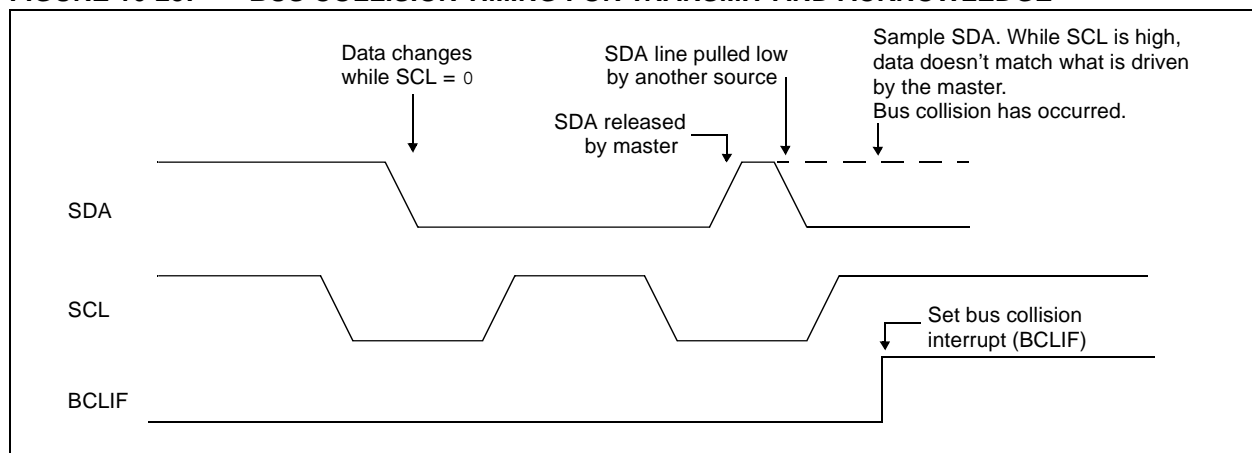 FIGURE BUS COLLISION TIMING FOR TRANSMIT AND ACKNOWLEDGE
Data changes
while SCL = 0
SDA line pulled low
by another source
Sample SDA. While SCL is high,
data doesn't match what is driven
by the master.
Bus collision has occurred.
SDA released
by master
SDA
SCL
Set bus collision
interrupt (BCLIF)
BCLIF